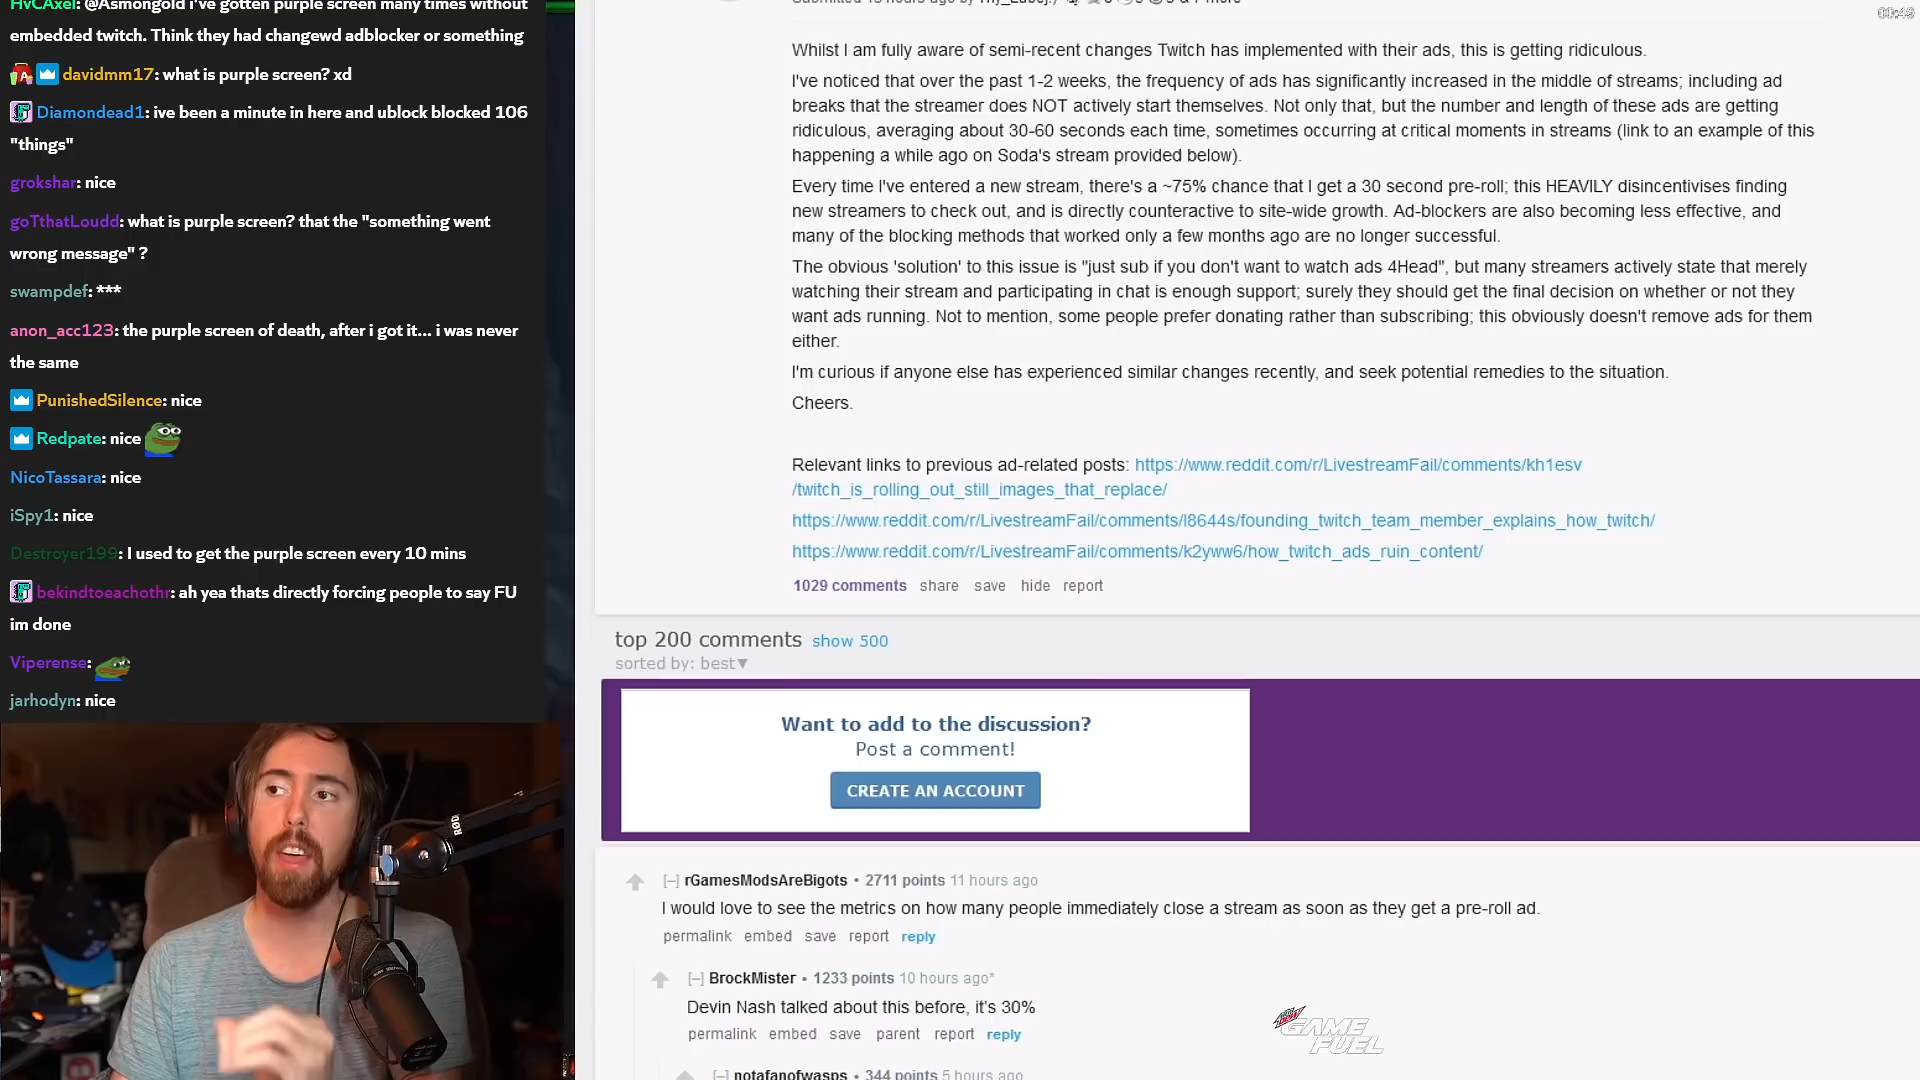 HvCAxel: @Asmongold i've gotten purple screen many times without
embedded twitch. Think they had changewd adblocker or something
davidmm17: what is purple screen? xd
Diamondead1: ive been a minute in here and ublock blocked 106
"things"
grokshar: nice
goTthatLoudd: what is purple screen? that the "something went
wrong message" ?
swampdef: ***
anon_acc123: the purple screen of death, after i got it... i was never
the same
PunishedSilence: nice
Redpate: nice
NicoTassara: nice
iSpy1: nice
Destroyer199: I used to get the purple screen every 10 mins
bekindtoeachothr: ah yea thats directly forcing people to say FU
im done
Viperense:
jarhodyn: nice
RØDE
Whilst I am fully aware of semi-recent changes Twitch has implemented with their ads, this is getting ridiculous.
I've noticed that over the past 1-2 weeks, the frequency of ads has significantly increased in the middle of streams; including ad
breaks that the streamer does NOT actively start themselves. Not only that, but the number and length of these ads are getting
ridiculous, averaging about 30-60 seconds each time, sometimes occurring at critical moments in streams (link to an example of this
happening a while ago on Soda's stream provided below).
Every time I've entered a new stream, there's a ~75% chance that I get a 30 second pre-roll; this HEAVILY disincentivises finding
new streamers to check out, and is directly counteractive to site-wide growth. Ad-blockers are also becoming less effective, and
many of the blocking methods that worked only a few months ago are no longer successful.
The obvious 'solution' to this issue is "just sub if you don't want to watch ads 4Head", but many streamers actively state that merely
watching their stream and participating in chat is enough support; surely they should get the final decision on whether or not they
want ads running. Not to mention, some people prefer donating rather than subscribing; this obviously doesn't remove ads for them
either.
I'm curious if anyone else has experienced similar changes recently, and seek potential remedies to the situation.
Cheers.
Relevant links to previous ad-related posts: https://www.reddit.com/r/LivestreamFail/comments/kh1esv
/twitch_is_rolling_out_still_images_that_replace/
https://www.reddit.com/r/LivestreamFail/comments/l8644s/founding_twitch_team_member_explains_how_twitch/
https://www.reddit.com/r/LivestreamFail/comments/k2yww6/how_twitch_ads_ruin_content/
1029 comments share save hide report
top 200 comments show 500
sorted by: best▼
Want to add to the discussion?
Post a comment!
CREATE AN ACCOUNT
[–] rGamesModsAreBigots • 2711 points 11 hours ago
I would love to see the metrics on how many people immediately close a stream as soon as they get a pre-roll ad.
permalink embed save report reply
[–] BrockMister • 1233 points 10 hours ago*
Devin Nash talked about this before, it's 30%
permalink embed save parent report reply
[–] notafanofwasps • 344 points 5 hours ago
GAME
FUEL